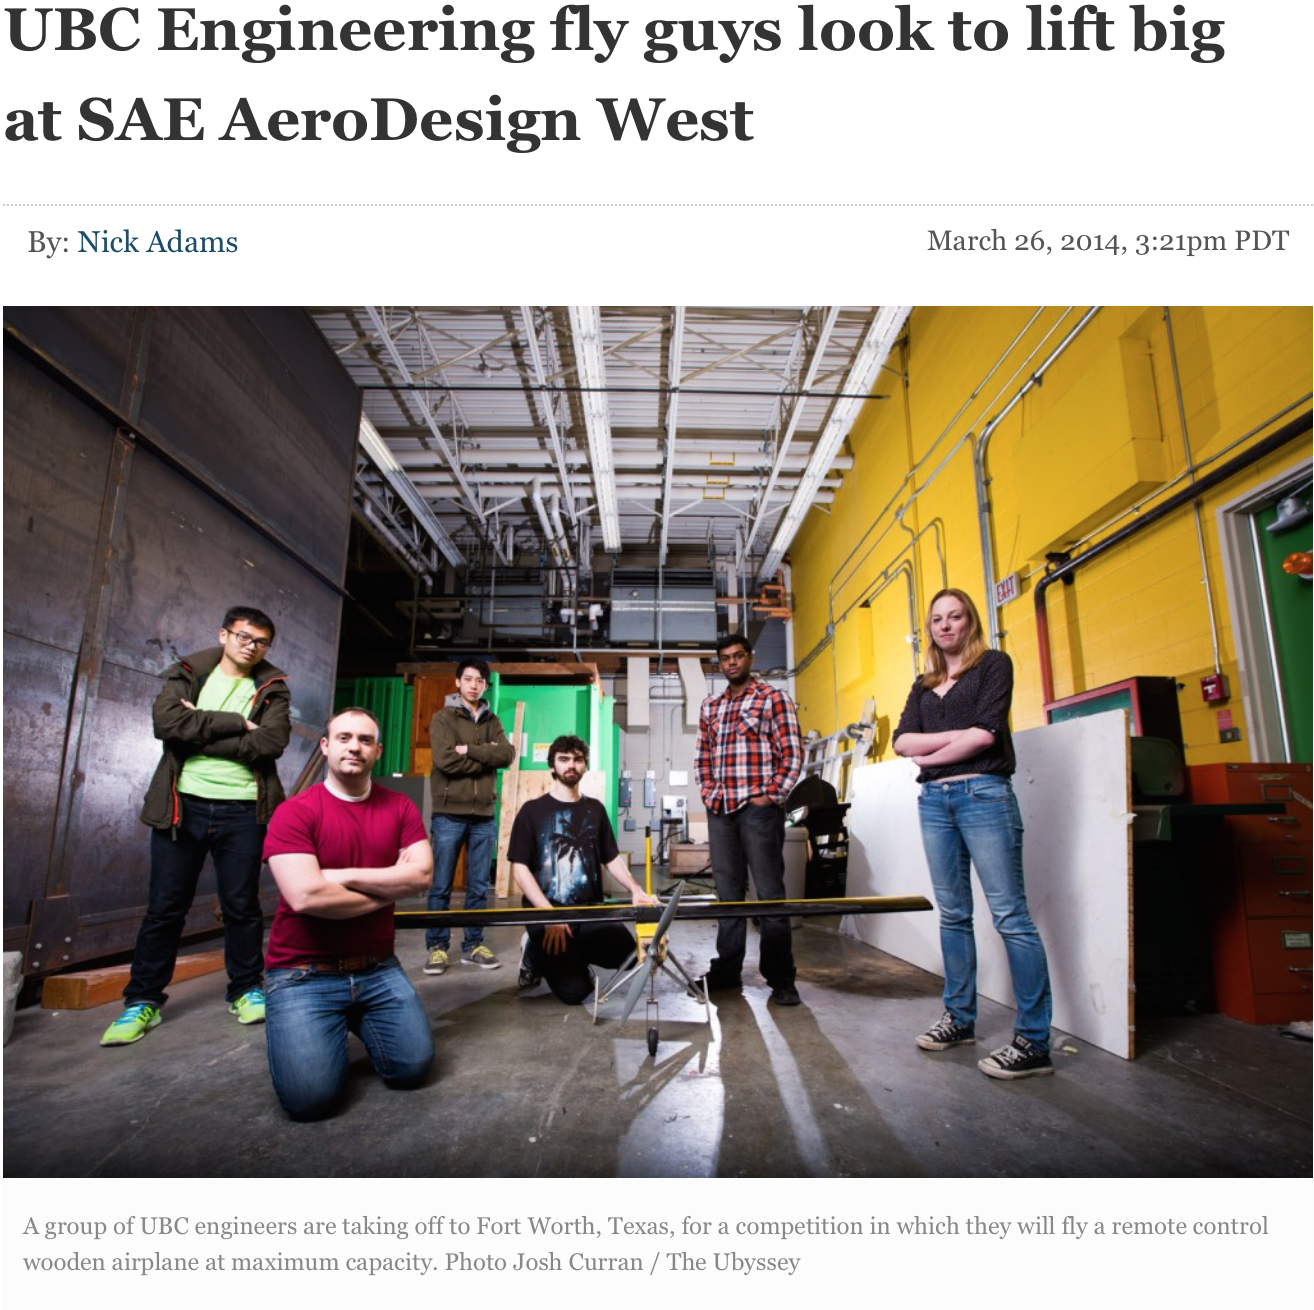 UBC Engineering fly guys look to lift big
at SAE AeroDesign West
By: Nick Adams
March 26, 2014, 3:21pm PDT
EXIT
A group of UBC engineers are taking off to Fort Worth, Texas, for a competition in which they will fly a remote control
wooden airplane at maximum capacity. Photo Josh Curran / The Ubyssey